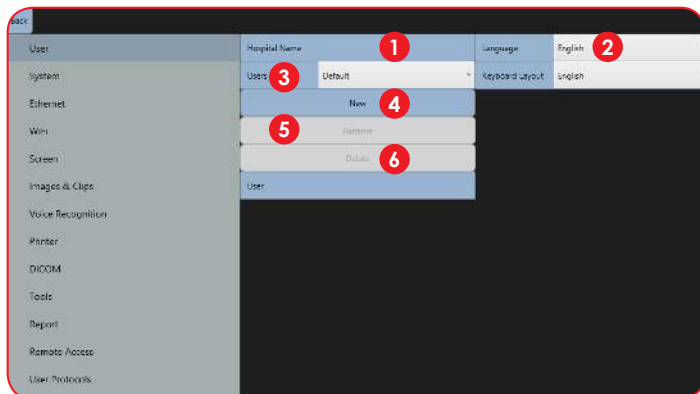 Back
User
Hospital Name 1
Language English 2
System
Users 3 Default
Keyboard Layout English
Ethernet
New 4
WiFi
5 Rename
Screen
Delete 6
Images & Clips
User
Voice Recognition
Printer
DICOM
Tools
Report
Remote Access
User Protocols